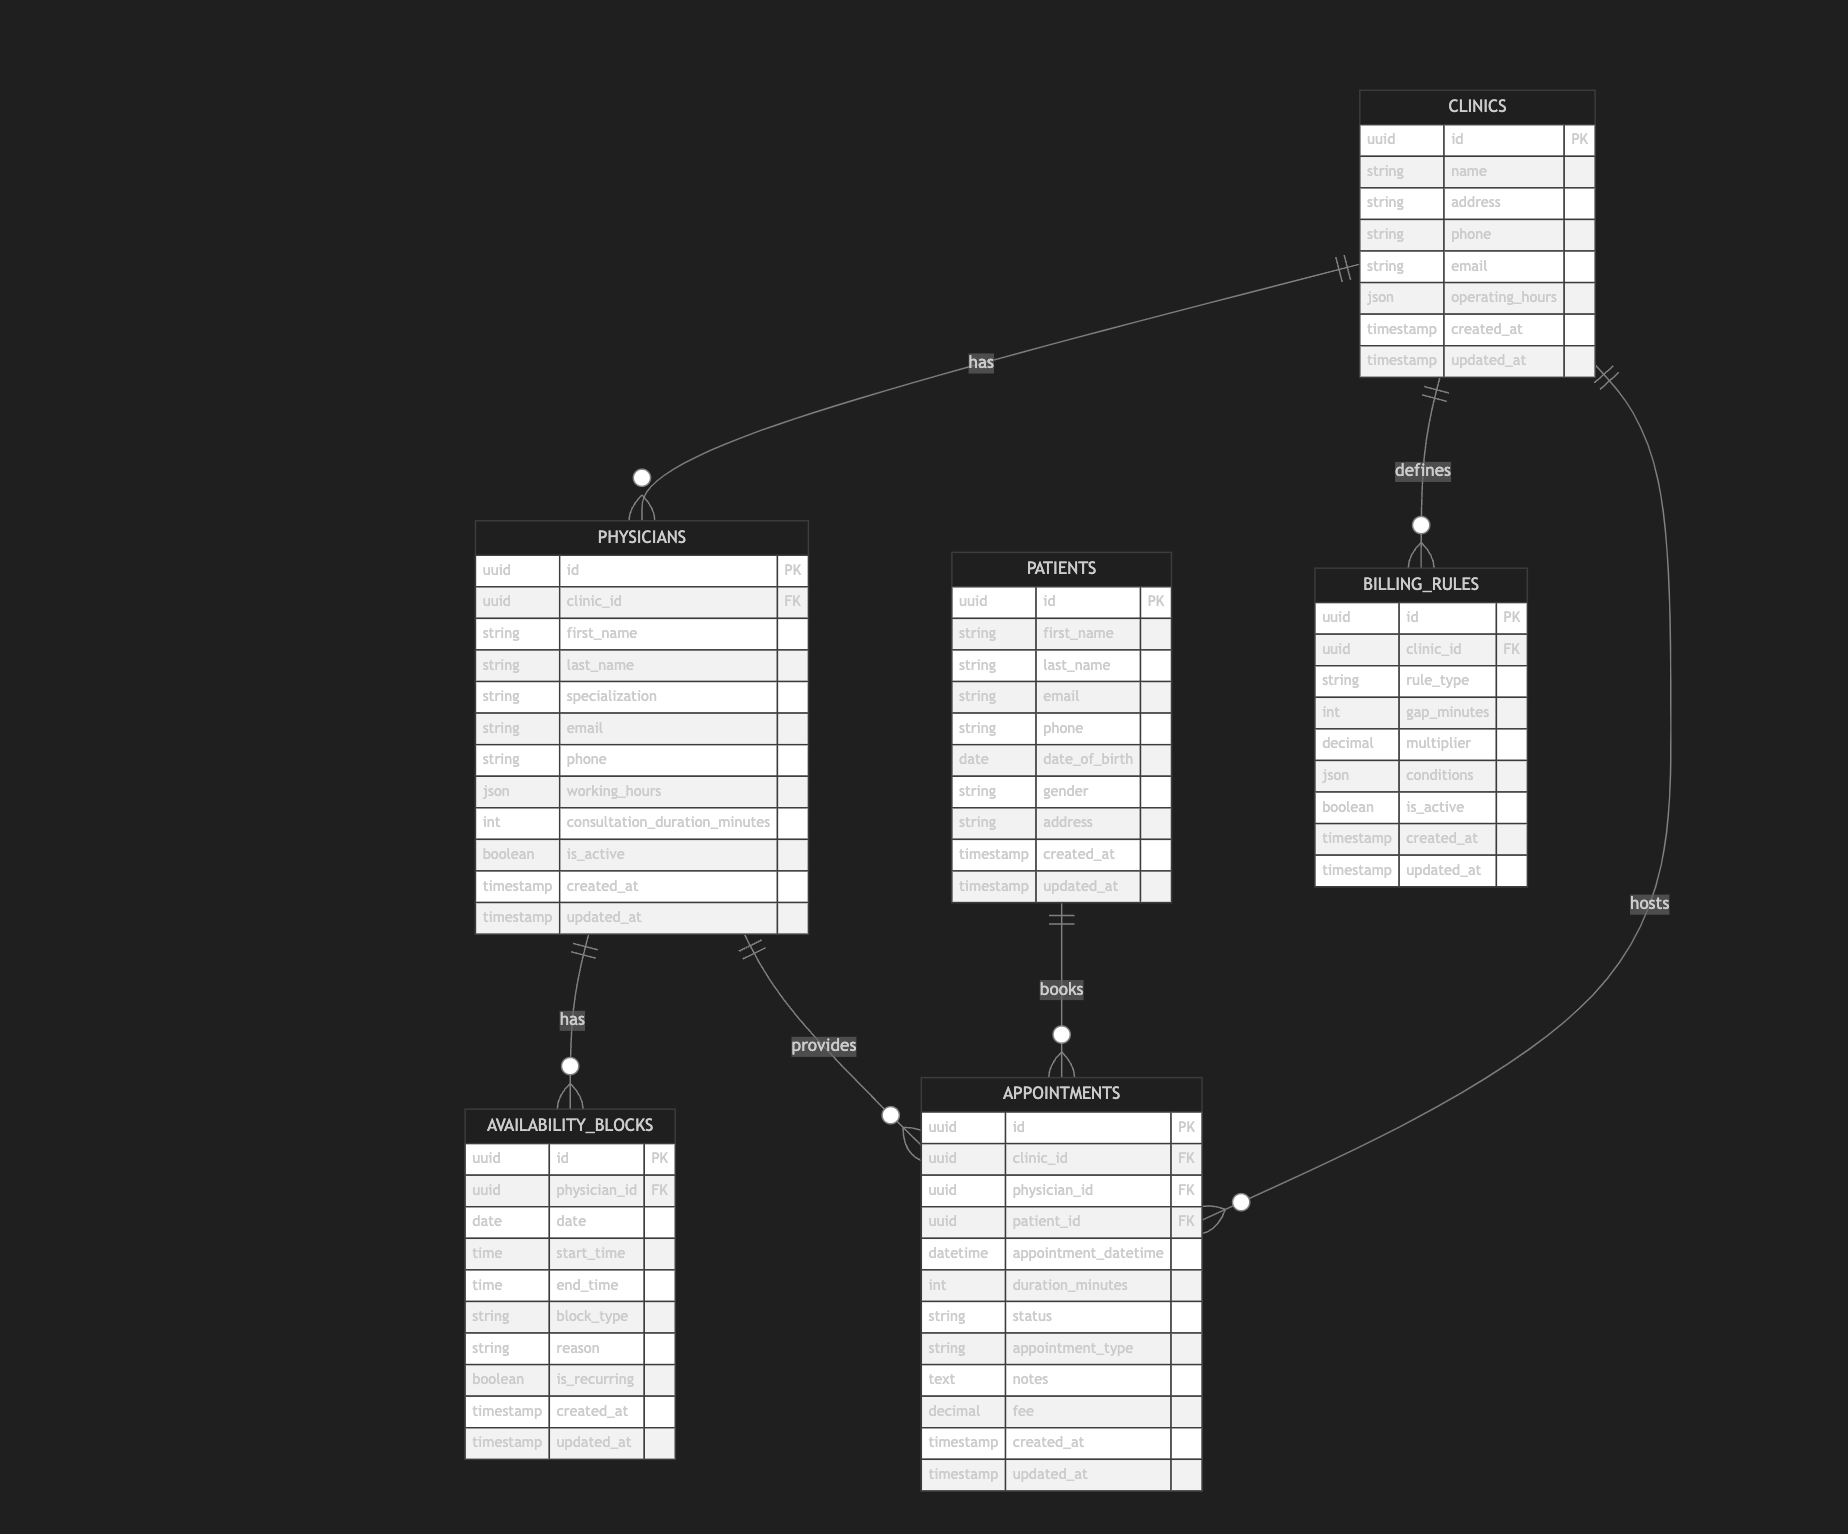 CLINICS
uuid id PK
string name
string address
string phone
string email
json operating_hours
timestamp created_at
timestamp updated_at
has
defines
hosts
PHYSICIANS
uuid id PK
uuid clinic_id FK
string first_name
string last_name
string specialization
string email
string phone
json working_hours
int consultation_duration_minutes
boolean is_active
timestamp created_at
timestamp updated_at
PATIENTS
uuid id PK
string first_name
string last_name
string email
string phone
date date_of_birth
string gender
string address
timestamp created_at
timestamp updated_at
BILLING_RULES
uuid id PK
uuid clinic_id FK
string rule_type
int gap_minutes
decimal multiplier
json conditions
boolean is_active
timestamp created_at
timestamp updated_at
has
provides
books
AVAILABILITY_BLOCKS
uuid id PK
uuid physician_id FK
date date
time start_time
time end_time
string block_type
string reason
boolean is_recurring
timestamp created_at
timestamp updated_at
APPOINTMENTS
uuid id PK
uuid clinic_id FK
uuid physician_id FK
uuid patient_id FK
datetime appointment_datetime
int duration_minutes
string status
string appointment_type
text notes
decimal fee
timestamp created_at
timestamp updated_at